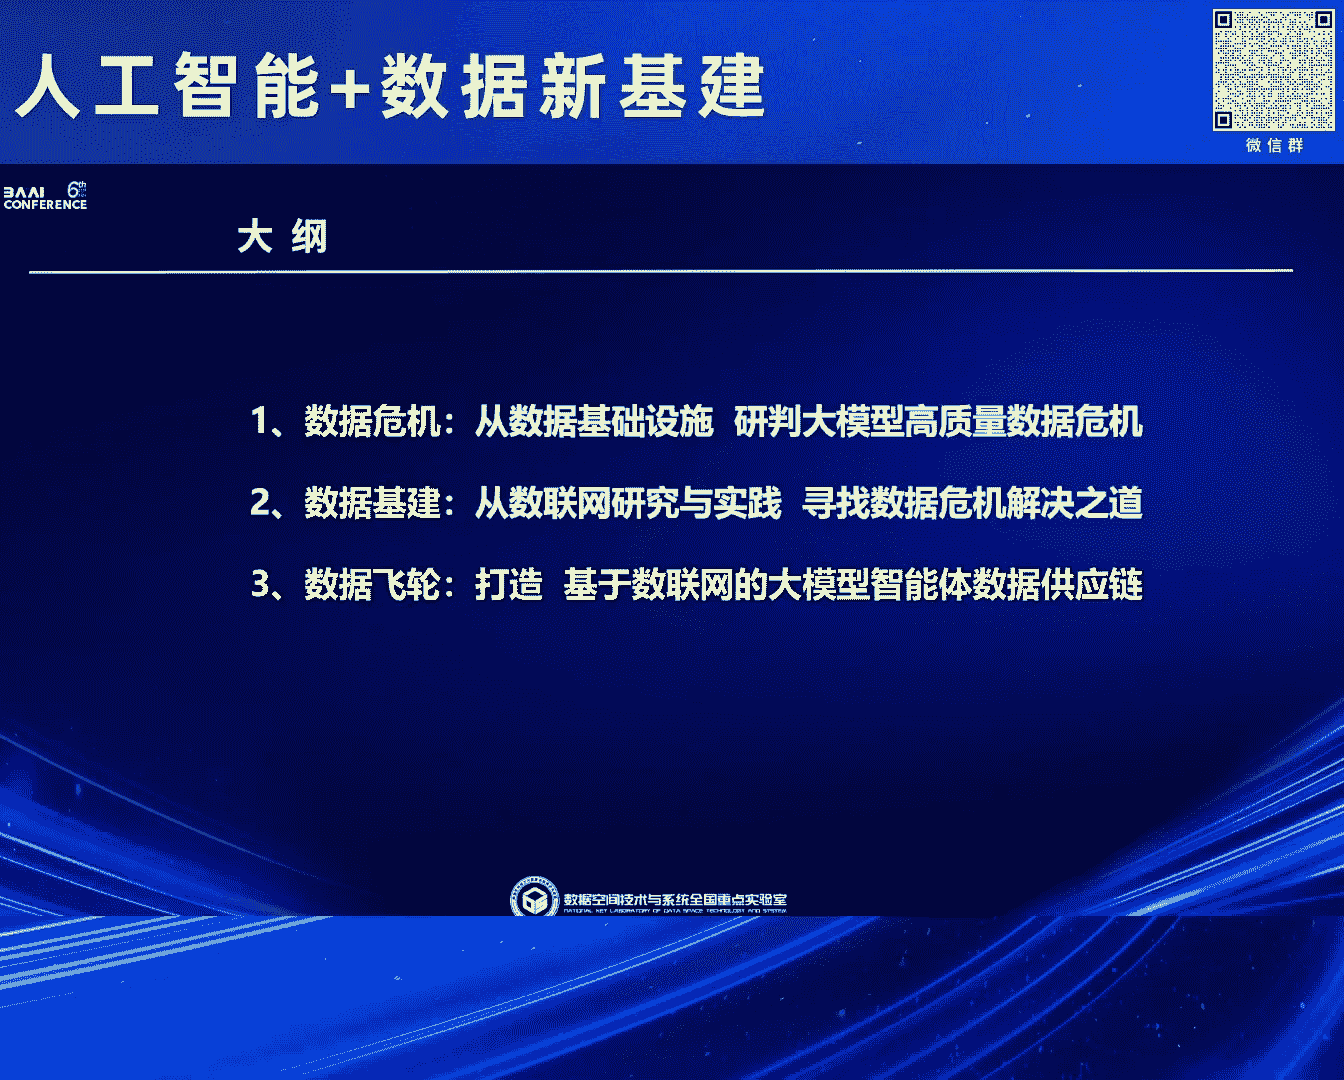 人工智能+数据新基建
微信群
BAAI 6th
CONFERENCE
大 纲
1、数据危机：从数据基础设施 研判大模型高质量数据危机
2、数据基建：从数联网研究与实践 寻找数据危机解决之道
3、数据飞轮：打造 基于数联网的大模型智能体数据供应链
数据空间技术与系统全国重点实验室
NATIONAL KEY LABORATORY OF DATA SPACE TECHNOLOGY AND SYSTEM